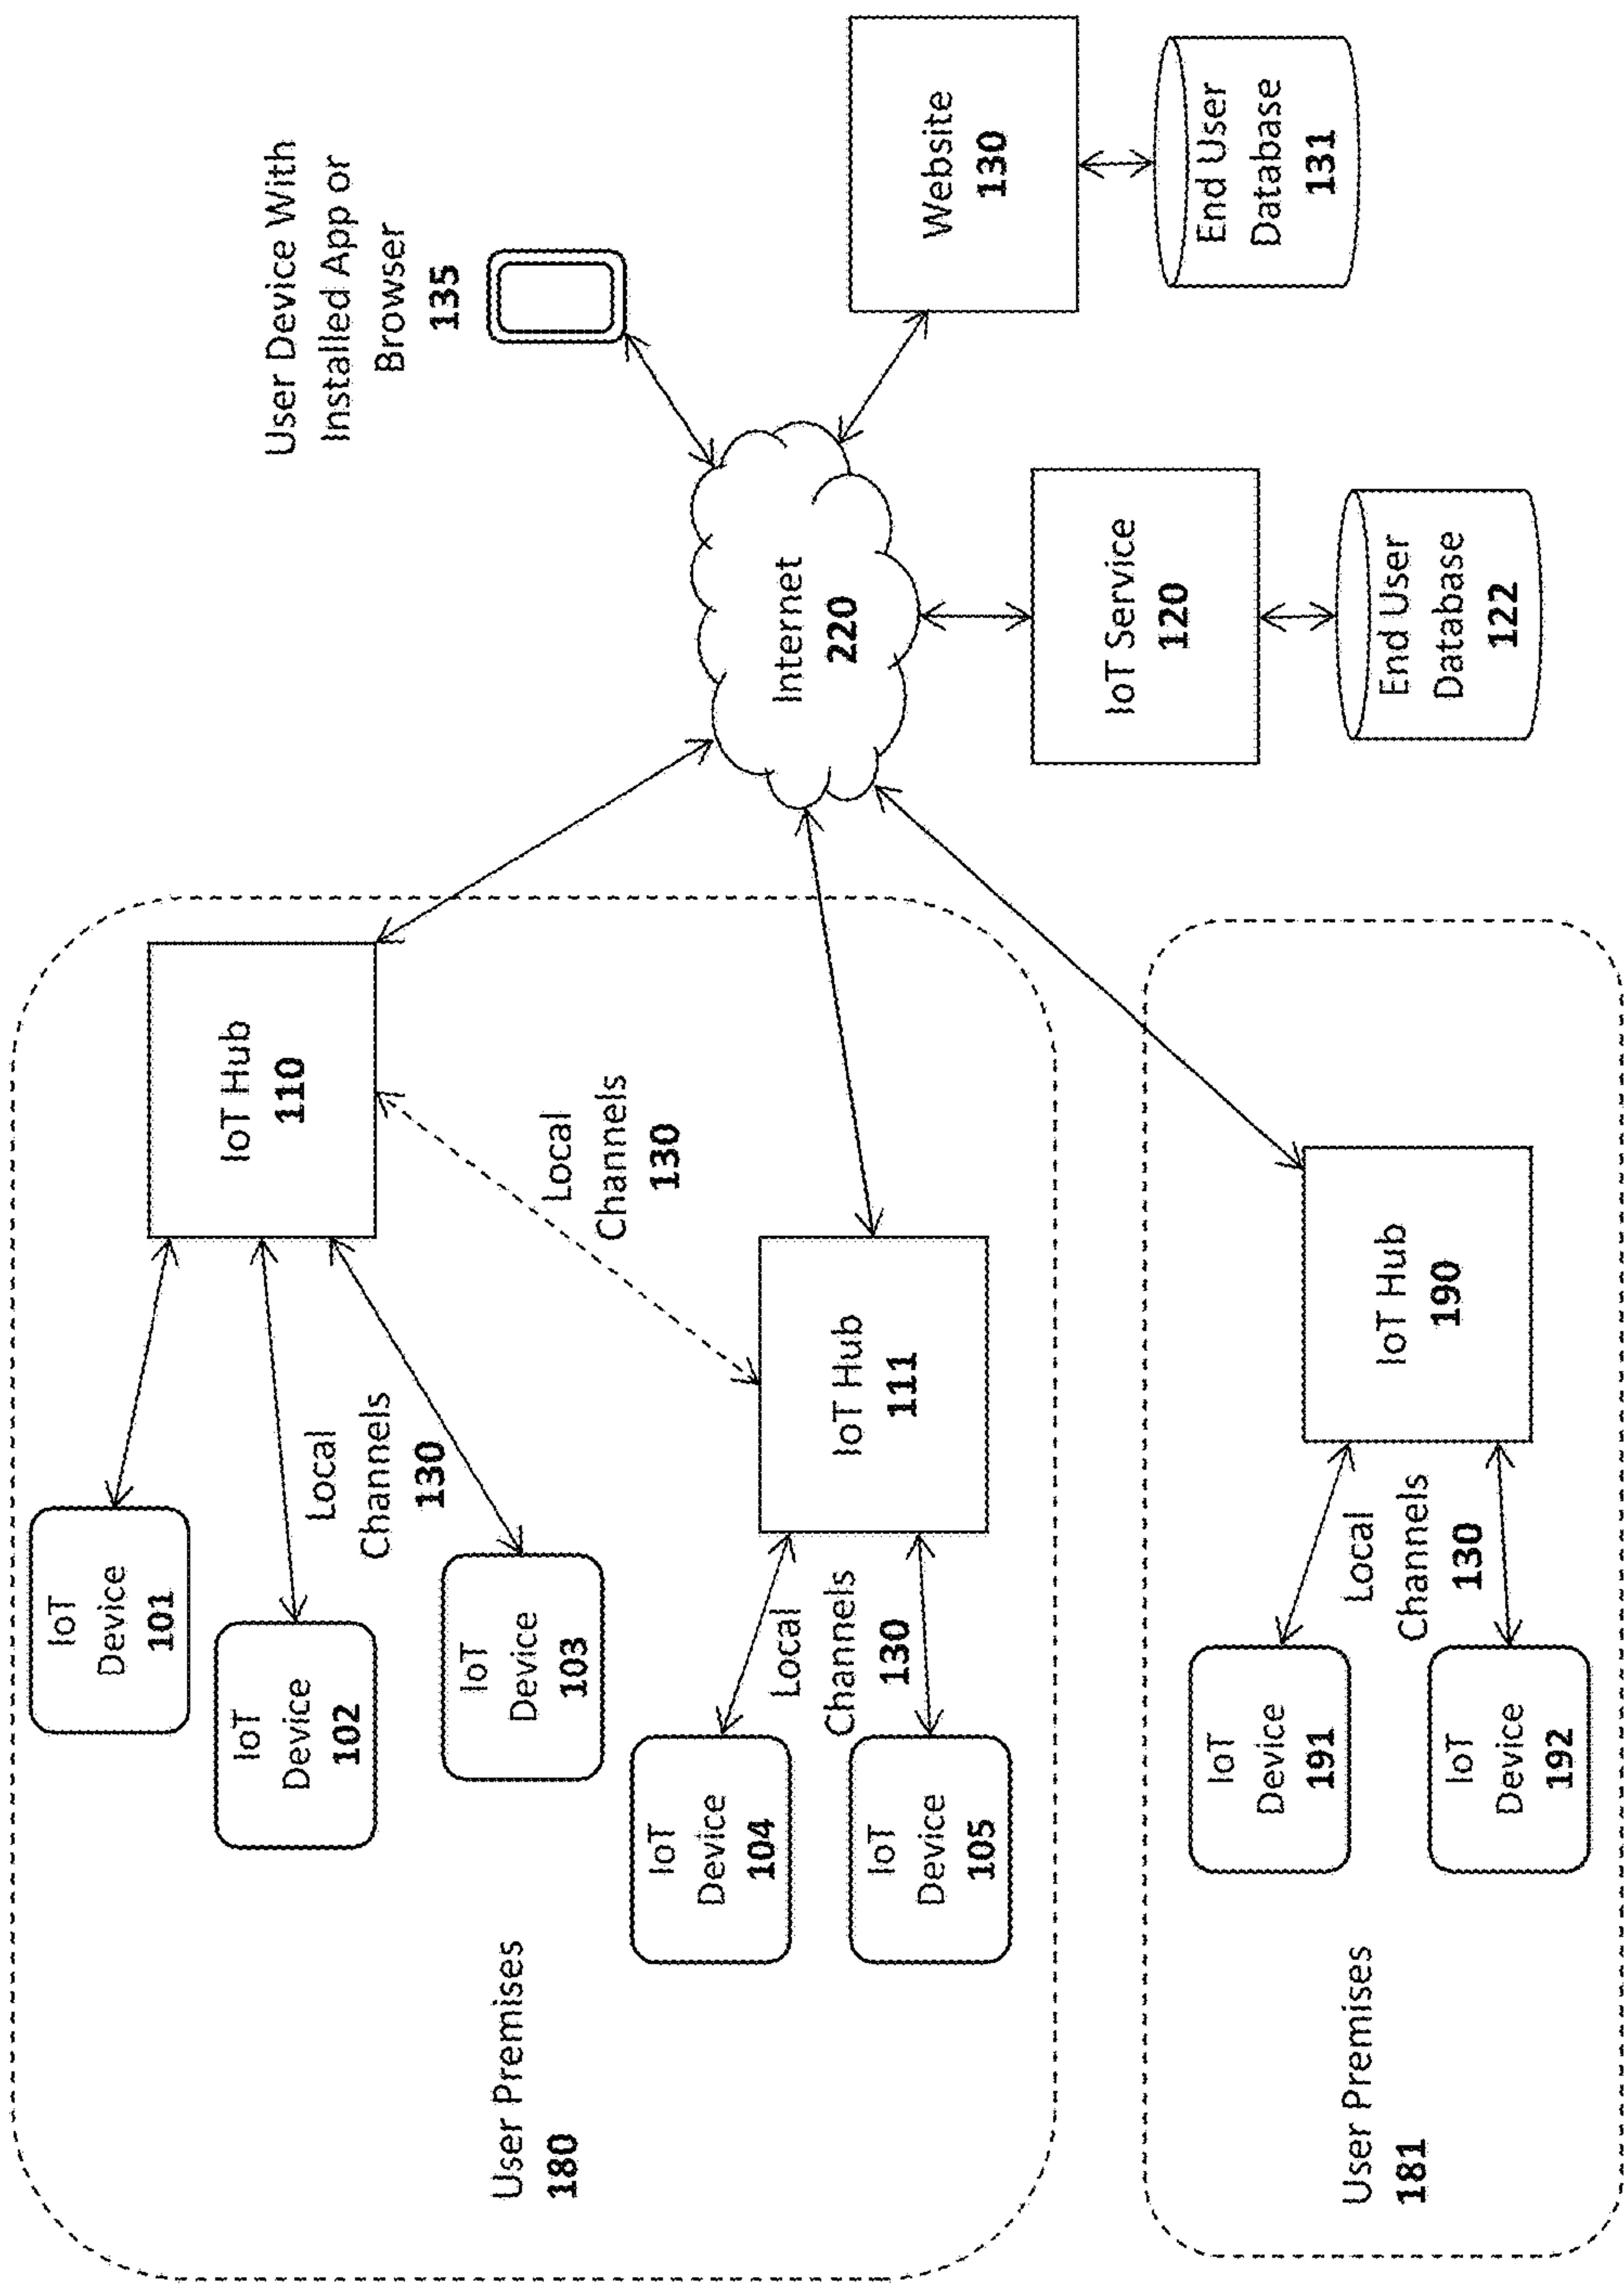 IoT
Device
101
IoT
Device
102
Local
Channels
130
IoT
Device
103
IoT Hub
110
User Device With
Installed App or
Browser
135
User Premises
180
Local
Channels
130
IoT
Device
104
Local
Channels
130
IoT
Device
105
IoT Hub
111
Internet
220
Website
130
End User
Database
131
IoT Service
120
End User
Database
122
IoT
Device
191
Local
Channels
130
IoT
Device
192
IoT Hub
190
User Premises
181